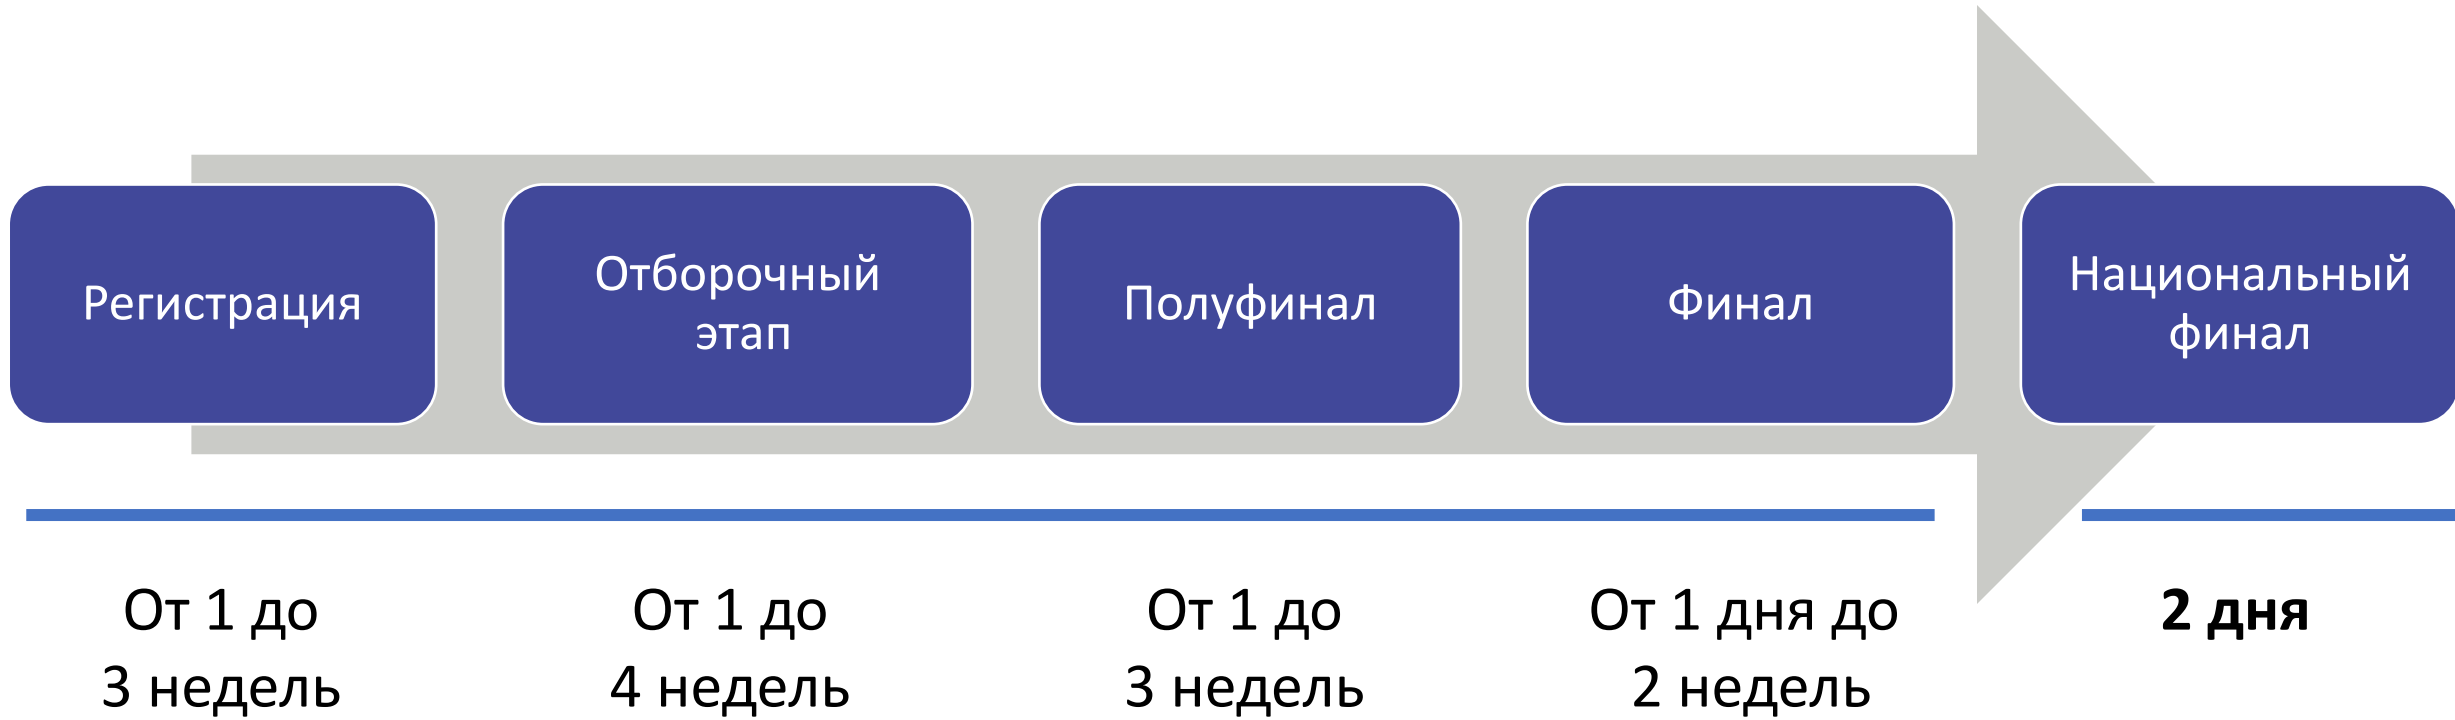 Регистрация
Отборочный
этап
Полуфинал
Финал
Национальный
финал
От 1 до
3 недель
От 1 до
4 недель
От 1 до
3 недель
От 1 дня до
2 недель
2 дня